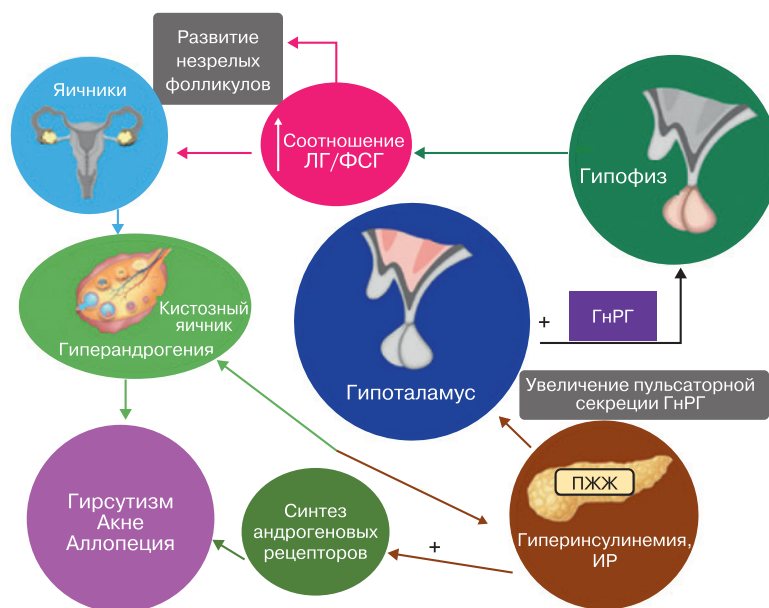 Развитие
незрелых
фолликулов
Яичники
Соотношение
ЛГ/ФСГ
Гипофиз
Кистозный
яичник
Гиперандрогения
Гипоталамус
+
ГнРГ
Увеличение пульсаторной
секреции ГнРГ
ПЖЖ
Гиперинсулинемия,
ИР
+
Синтез
андрогеновых
рецепторов
Гирсутизм
Акне
Аллопеция